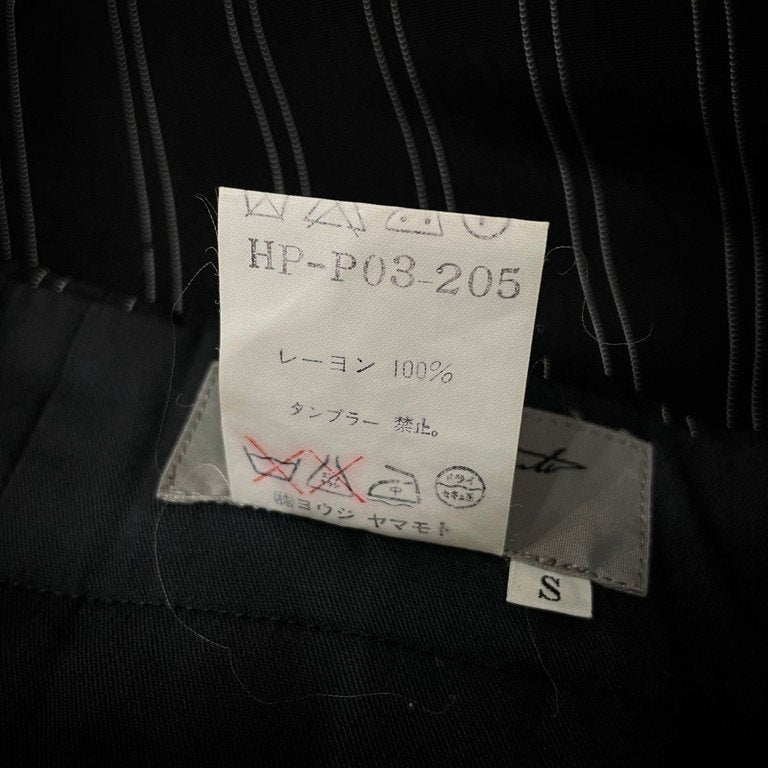 HP-P03-205
レーヨン 100%
タンブラー 禁止。
中
ドライ
セキユ系
㈱ヨウジ ヤマモト
S